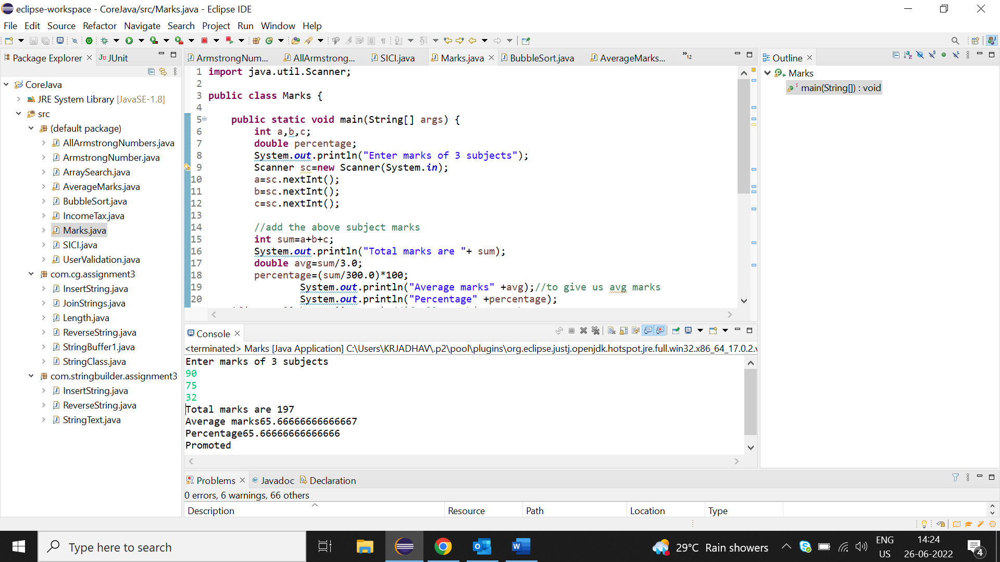 eclipse-workspace - CoreJava/src/Marks.java - Eclipse IDE
File Edit Source Refactor Navigate Search Project Run Window Help
Package Explorer
JUnit
CoreJava
JRE System Library [JavaSE-1.8]
src
(default package)
AllArmstrongNumbers.java
ArmstrongNumber.java
ArraySearch.java
AverageMarks.java
BubbleSort.java
IncomeTax.java
Marks.java
SICI.java
UserValidation.java
com.cg.assignment3
InsertString.java
JoinStrings.java
Length.java
ReverseString.java
StringBuffer1.java
StringClass.java
com.stringbuilder.assignment3
InsertString.java
ReverseString.java
StringText.java
ArmstrongNum... AllArmstrong... SICI.java Marks.java BubbleSort.java AverageMarks... »12
1 import java.util.Scanner;
2
3 public class Marks {
4
5 public static void main(String[] args) {
6 int a,b,c;
7 double percentage;
8 System.out.println("Enter marks of 3 subjects");
9 Scanner sc=new Scanner(System.in);
10 a=sc.nextInt();
11 b=sc.nextInt();
12 c=sc.nextInt();
13
14 //add the above subject marks
15 int sum=a+b+c;
16 System.out.println("Total marks are "+ sum);
17 double avg=sum/3.0;
18 percentage=(sum/300.0)*100;
19 System.out.println("Average marks" +avg);//to give us avg marks
20 System.out.println("Percentage" +percentage);
Console
<terminated> Marks [Java Application] C:\Users\KRJADHAV\.p2\pool\plugins\org.eclipse.justj.openjdk.hotspot.jre.full.win32.x86_64_17.0.2.v
Enter marks of 3 subjects
90
75
32
Total marks are 197
Average marks65.66666666666667
Percentage65.66666666666666
Promoted
Problems Javadoc Declaration
0 errors, 6 warnings, 66 others
Description Resource Path Location Type
Outline
Marks
main(String[]) : void
Type here to search
29°C Rain showers
ENG
US
14:24
26-06-2022
4